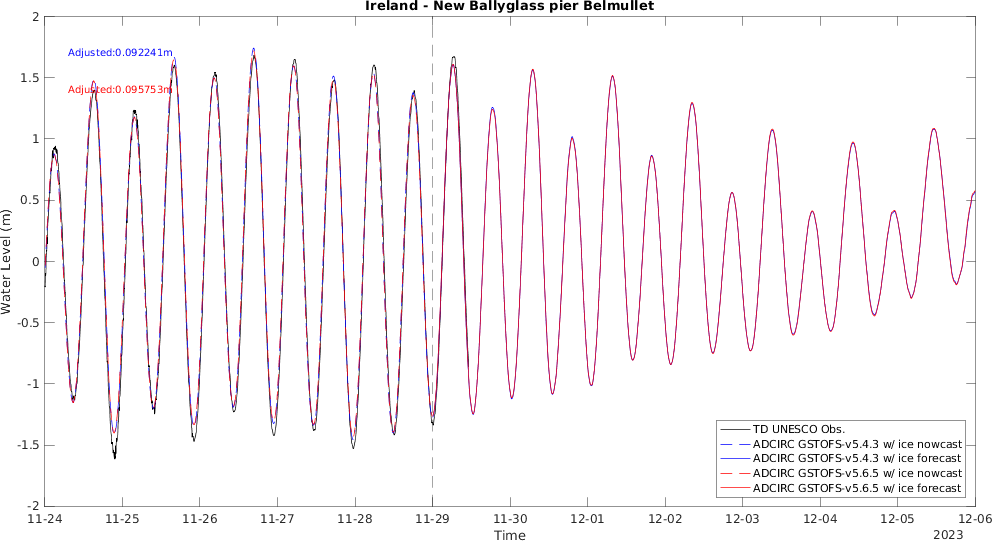 Ireland - New Ballyglass pier Belmullet
Adjusted:0.092241m
Adjusted:0.095753m
Water Level (m)
2
1.5
1
0.5
0
-0.5
-1
-1.5
-2
TD UNESCO Obs.
ADCIRC GSTOFS-v5.4.3 w/ ice nowcast
ADCIRC GSTOFS-v5.4.3 w/ ice forecast
ADCIRC GSTOFS-v5.6.5 w/ ice nowcast
ADCIRC GSTOFS-v5.6.5 w/ ice forecast
11-24 11-25 11-26 11-27 11-28 11-29 11-30 12-01 12-02 12-03 12-04 12-05 12-06
Time
2023